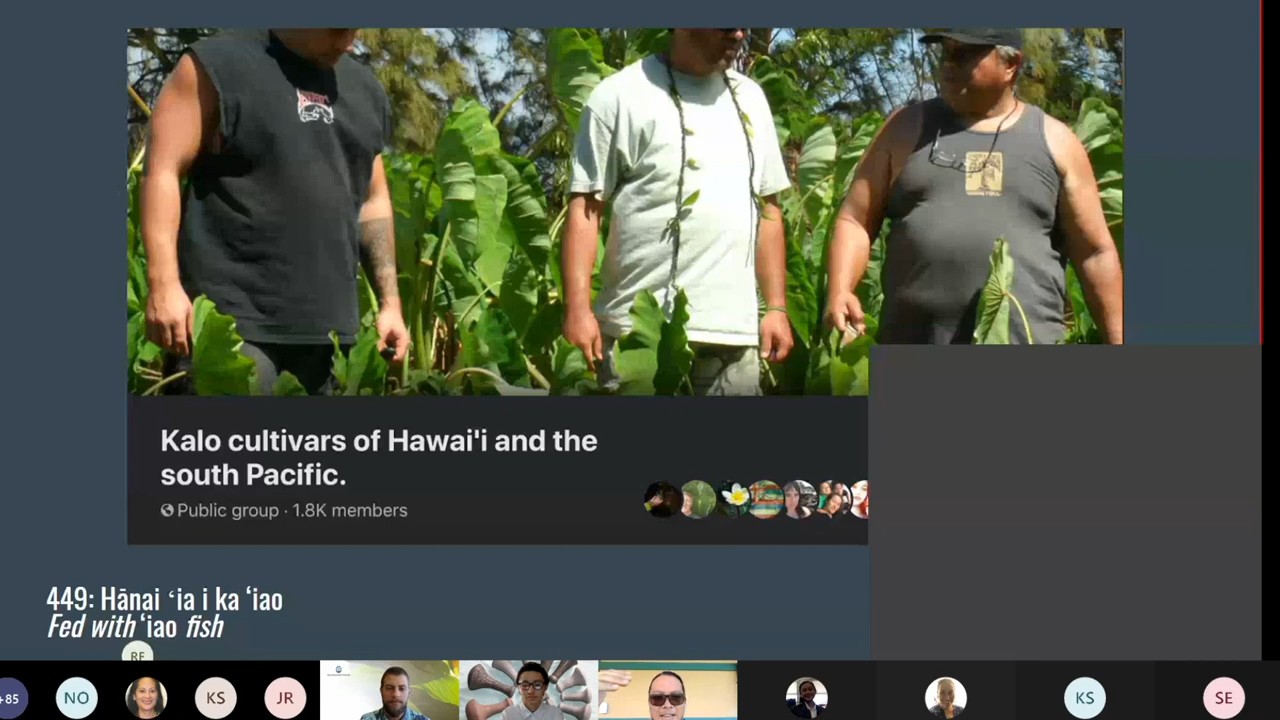 Kalo cultivars of Hawai'i and the
south Pacific.
Public group · 1.8K members
449: Hānai ʻia i ka ʻiao
Fed with ʻiao fish
RF
+85
NO
KS
JR
KS
SE